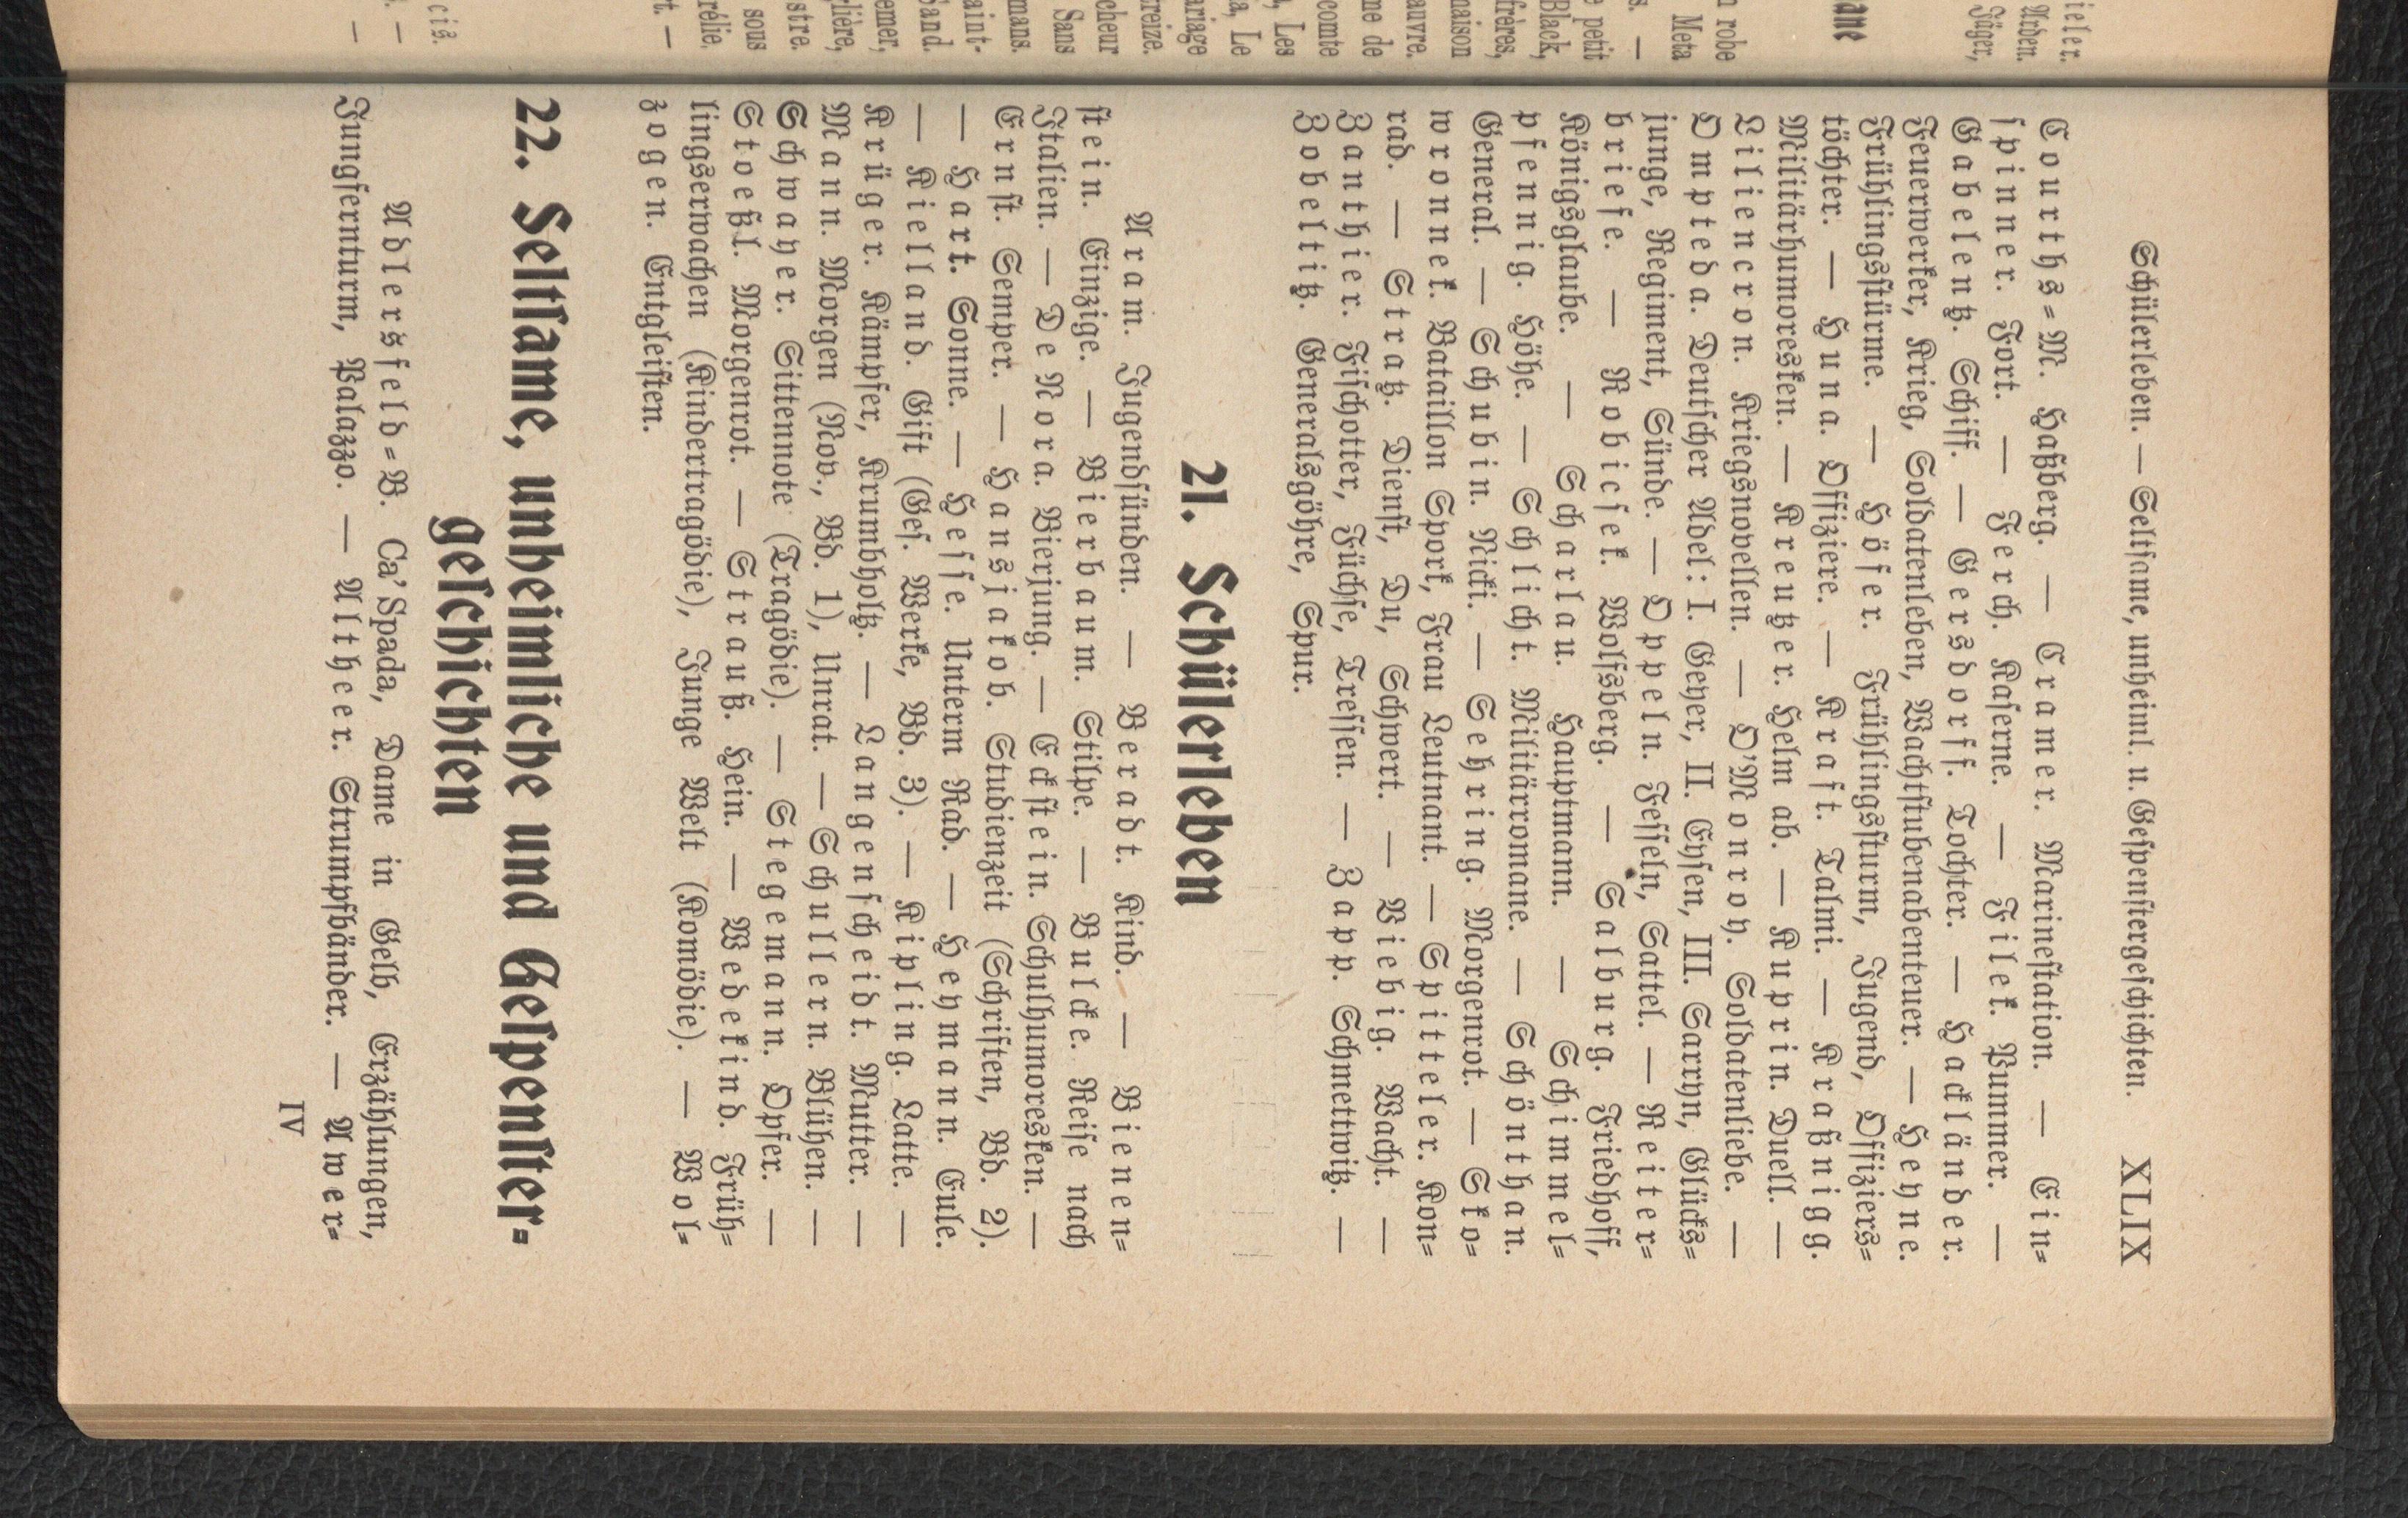 Schülerleben. — Seltsame, unheiml. u. Gespenstergeschichten. XLIX
Courths-M. Haßberg. — Cramer. Marinestation. — Ein-
spinner. Fort. — Ferch. Kaserne. — Filek. Pummer. —
Gabelentz. Schiff. — Gersdorff. Tochter. — Hackländer.
Feuerwerker, Krieg, Soldatenleben, Wachtstubenabenteuer. — Heyne.
Frühlingsstürme. — Höfer. Frühlingssturm, Jugend, Offiziers-
töchter. — Huna. Offiziere. — Kraft. Talmi. — Kraßnigg.
Militärhumoresken. — Kreutzer. Helm ab. — Kuprin. Duell. —
Liliencron. Kriegsnovellen. — D'Monroy. Soldatenliebe. —
Ompteda. Deutscher Adel: I. Geyer, II. Eysen, III. Sarryn, Glücks-
junge, Regiment, Sünde. — Oppeln. Fesseln, Sattel. — Reiter-
briefe. — Robicsek. Wolfsberg. — Salburg. Friedhoff,
Königsglaube. — Scharlau. Hauptmann. — Schimmel-
pfennig. Höhe. — Schlicht. Militärromane. — Schönthan.
General. — Schubin. Nicki. — Sekring. Morgenrot. — Sko-
wronnek. Bataillon Sport, Frau Leutnant. — Spitteler. Kon-
rad. — Stratz. Dienst, Du, Schwert. — Viebig. Wacht. —
Zanthier. Fischotter, Füchse, Tressen. — Zapp. Schmettwitz. —
Zobeltitz. Generalsgöhre, Spur.
21. Schülerleben
Aram. Jugendsünden. — Beradt. Kind. — Bienen-
stein. Einzige. — Bierbaum. Stilpe. — Bulcke. Reise nach
Italien. — De Nora. Bierjung. — Eckstein. Schulhumoresken. —
Ernst. Semper. — Hansjakob. Studienzeit (Schriften, Bd. 2).
— Hart. Sonne. — Hesse. Unterm Rad. — Heymann. Eule.
— Kielland. Gift (Ges. Werke, Bd. 3). — Kipling. Latte. —
Krüger. Kämpfer, Krumbholtz. — Langenscheidt. Mutter. —
Mann. Morgen (Nov., Bd. 1), Unrat. — Schullern. Blühen. —
Schwayer. Sittennote (Tragödie). — Stegemann. Opfer. —
Stoeßl. Morgenrot. — Strauß. Hein. — Wedekind. Früh-
lingserwachen (Kindertragödie), Junge Welt (Komödie). — Wol-
zogen. Entgleisten.
22. Seltsame, unheimliche und Gespenster-
geschichten
Adlersfeld-B. Ca' Spada, Dame in Gelb, Erzählungen,
Jungfernturm, Palazzo. — Altheer. Strumpfbänder. — Awer-
IV